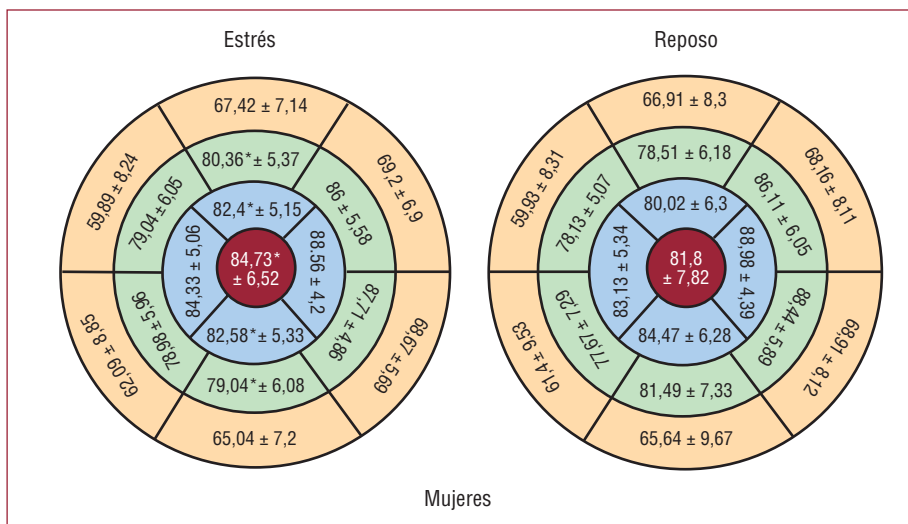 Estrés
67,42 ± 7,14
59,89 ± 8,24
69,2 ± 6,9
80,36* ± 5,37
79,04 ± 6,05
86 ± 5,58
82,4* ± 5,15
84,33 ± 5,06
84,73*
± 6,52
88,56 ± 4,2
82,58* ± 5,33
78,98 ± 5,96
87,71 ± 4,86
79,04* ± 6,08
62,09 ± 8,85
68,67 ± 5,69
65,04 ± 7,2
Reposo
66,91 ± 8,3
59,93 ± 8,31
68,16 ± 8,11
78,51 ± 6,18
78,13 ± 5,07
86,11 ± 6,05
80,02 ± 6,3
83,13 ± 5,34
81,8
± 7,82
88,98 ± 4,39
84,47 ± 6,28
77,67 ± 7,29
88,44 ± 5,89
81,49 ± 7,33
61,4 ± 9,53
68,91 ± 8,12
65,64 ± 9,67
Mujeres